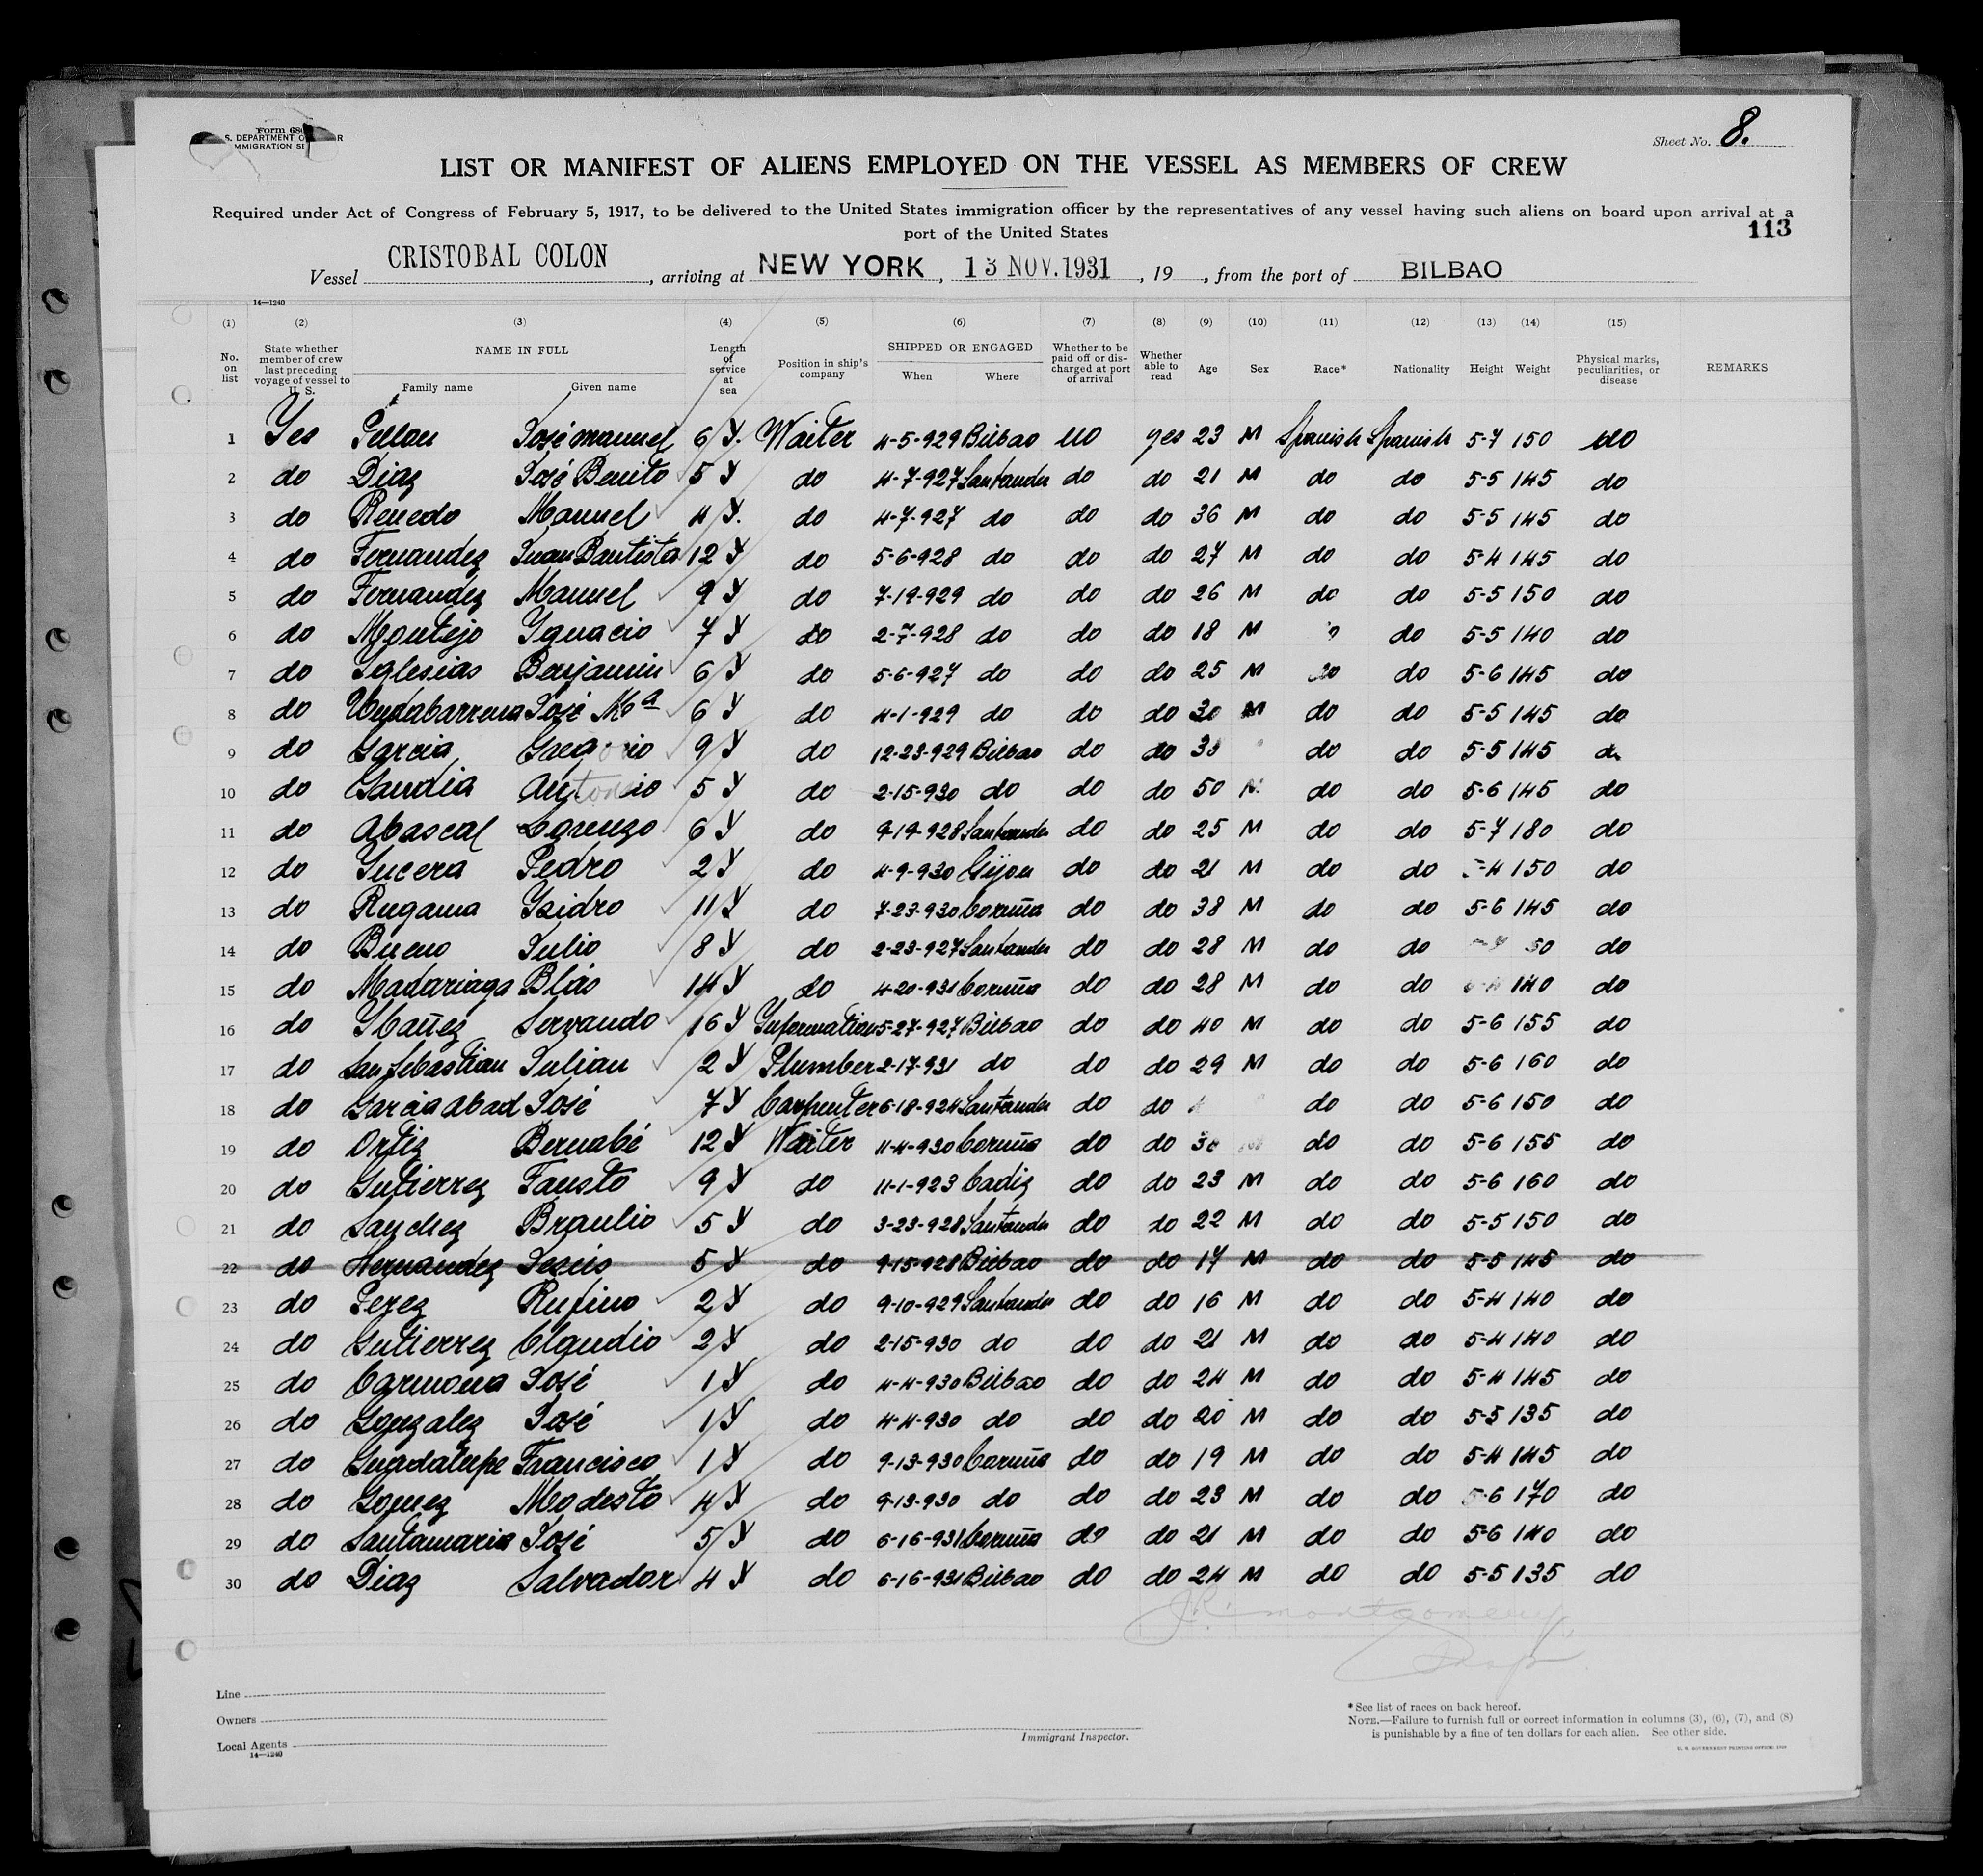 Form 680
S. DEPARTMENT OF LABOR
IMMIGRATION SE
Sheet No. 8.
LIST OR MANIFEST OF ALIENS EMPLOYED ON THE VESSEL AS MEMBERS OF CREW
Required under Act of Congress of February 5, 1917, to be delivered to the United States immigration officer by the representatives of any vessel having such aliens on board upon arrival at a
port of the United States
113
Vessel CRISTOBAL COLON, arriving at NEW YORK, 13 NOV. 1931, 19 , from the port of BILBAO
14—1240
(1) (2) (3) (4) (5) (6) (7) (8) (9) (10) (11) (12) (13) (14) (15)
No. on list State whether member of crew last preceding voyage of vessel to U. S. NAME IN FULL Family name Given name Length of service at sea Position in ship's company SHIPPED OR ENGAGED When Where Whether to be paid off or discharged at port of arrival Whether able to read Age Sex Race* Nationality Height Weight Physical marks, peculiarities, or disease REMARKS
1 Yes José manuel 6 Y. Waiter 4-5-929 Bilbao no yes 23 M Spanish Spanish 5-7 150 do
2 do Diaz José Benito 5 Y do 4-7-927 Santander do do 21 M do do 5-5 145 do
3 do Renedo Manuel 4 Y. do 4-7-927 do do do 36 M do do 5-5 145 do
4 do Fernandez Juan Bautista 12 Y do 5-6-928 do do do 27 M do do 5-4 145 do
5 do Fernandez Manuel 9 Y do 7-19-929 do do do 26 M do do 5-5 150 do
6 do Montejo Ygnacio 7 Y do 2-7-928 do do do 18 M do 5-5 140 do
7 do Yglesias Benjamin 6 Y do 5-6-927 do do do 25 M do do 5-6 145 do
8 do Undabarrena José Mª 6 Y do 4-1-929 do do do 30 M do do 5-5 145 do
9 do Garcia Gregorio 9 Y do 12-23-929 Bilbao do do do do 5-5 145 do
10 do Gandia Antonio 5 Y do 2-15-930 do do do 50 M do do 5-6 145 do
11 do Abascal Lorenzo 6 Y do 9-19-928 Santander do do 25 M do do 5-7 180 do
12 do Pedro 2 Y do 4-9-930 Gijon do do 21 M do do -4 150 do
13 do Rugama Ysidro 11 Y do 7-23-930 Coruña do do 38 M do do 5-6 145 do
14 do Bueno Julio 8 Y do 2-23-927 Santander do do 28 M do do do
15 do Madariaga Blás 14 Y do 4-20-931 Coruña do do 28 M do do 140 do
16 do Ybañez Servando 16 Y Information 5-27-927 Bilbao do do 40 M do do 5-6 155 do
17 do San Sebastian Julian 2 Y Plumber 2-17-931 do do do 29 M do do 5-6 160 do
18 do Garcia Abad José 7 Y Carpenter 6-18-924 Santander do do do do 5-6 150 do
19 do Ortiz Bernabé 12 Y Waiter 11-4-930 Coruña do do do do 5-6 155 do
20 do Gutierrez Fausto 9 Y do 11-1-923 Cadiz do do 23 M do do 5-6 160 do
21 do Sanchez Braulio 5 Y do 3-23-928 Santander do do 22 M do do 5-5 150 do
22 do Hernandez Jesús 5 Y do 9-15-928 Bilbao do do 17 M do do 5-5 145 do
23 do Perez Rufino 2 Y do 9-10-929 Santander do do 16 M do do 5-4 140 do
24 do Gutierrez Claudio 2 Y do 2-15-930 do do do 21 M do do 5-4 140 do
25 do Carmona José 1 Y do 4-4-930 Bilbao do do 24 M do do 5-4 145 do
26 do Gonzalez José 1 Y do 4-4-930 do do do 20 M do do 5-5 135 do
27 do Guadalupe Francisco 1 Y do 9-13-930 Coruña do do 19 M do do 5-4 145 do
28 do Gomez Modesto 4 Y do 9-13-930 do do do 23 M do do 5-6 170 do
29 do Santamaria José 5 Y do 6-16-931 Coruña do do 21 M do do 5-6 140 do
30 do Diaz Salvador 4 Y do 6-16-931 Bilbao do do 24 M do do 5-5 135 do
J.R. Montgomery
Line
Owners
Local Agents
14—1240
Immigrant Inspector.
*See list of races on back hereof.
NOTE.—Failure to furnish full or correct information in columns (3), (6), (7), and (8)
is punishable by a fine of ten dollars for each alien. See other side.